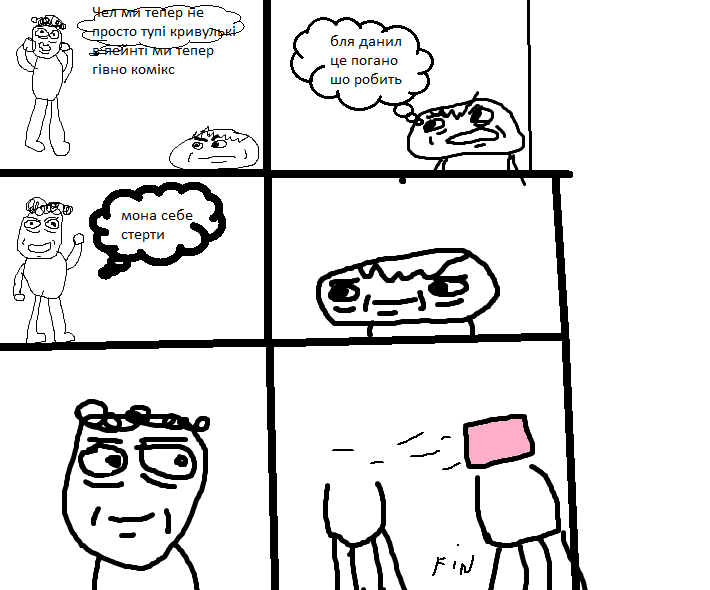 Чел ми тепер не
просто тупі кривулькі
в пейнті ми тепер
гівно комікс
бля данил
це погано
шо робить
мона себе
стерти
FiN